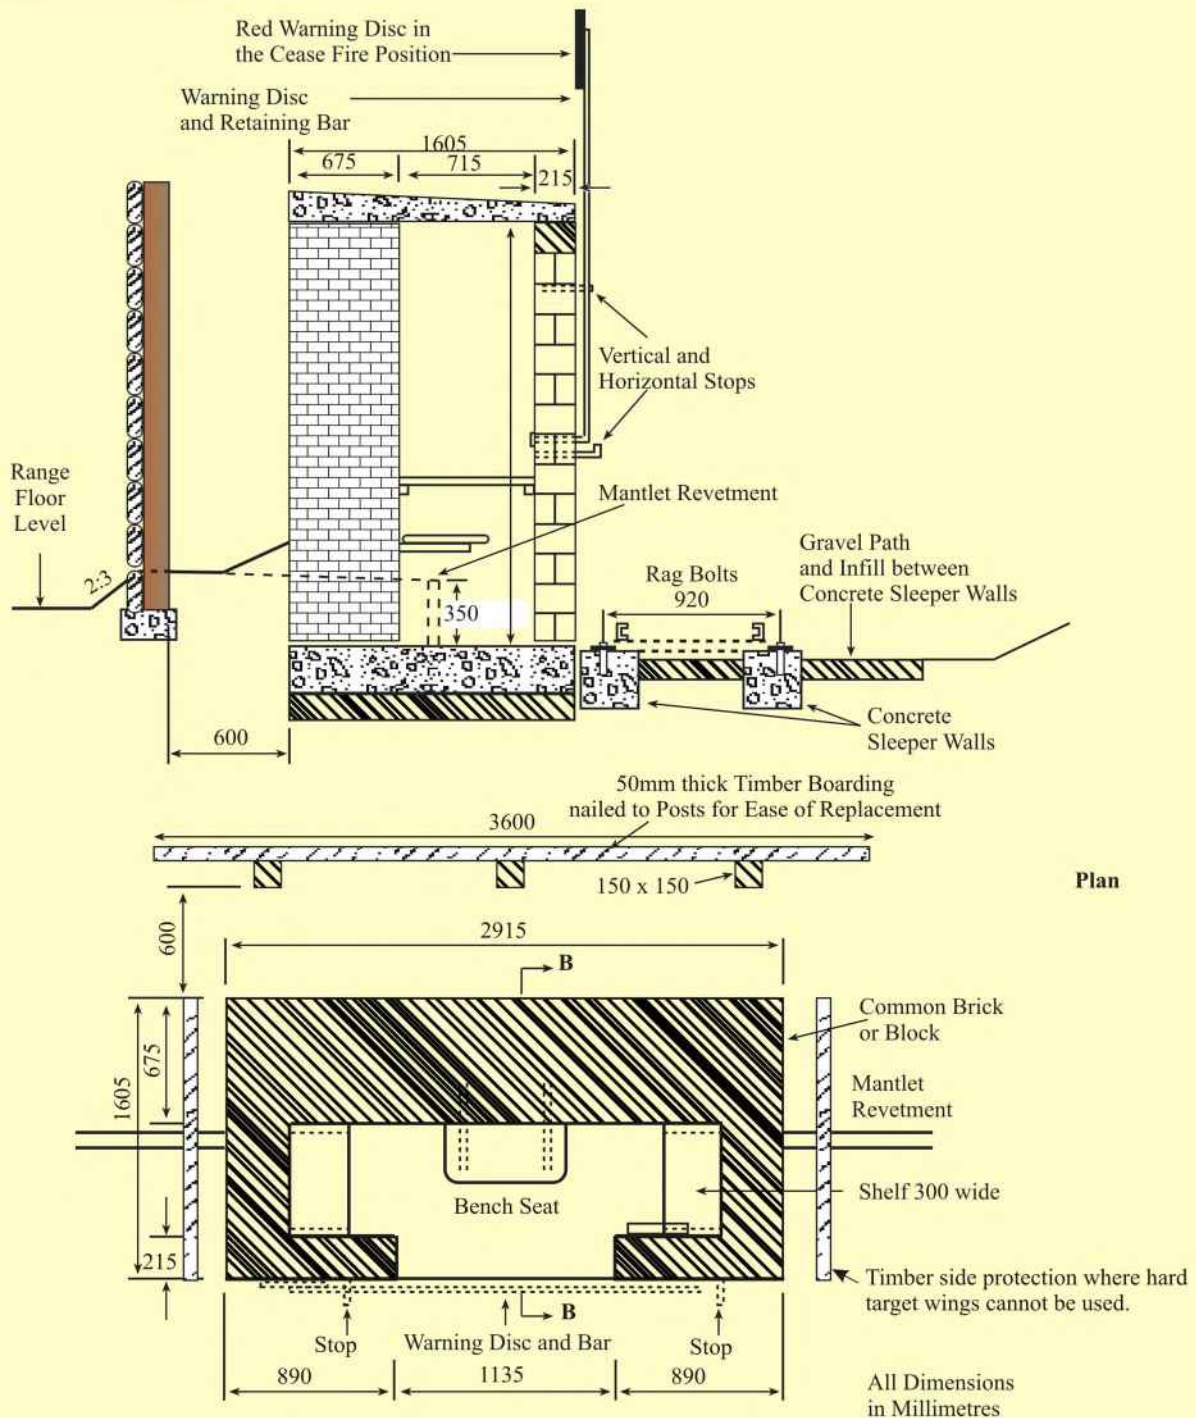 Red Warning Disc in
the Cease Fire Position
Warning Disc
and Retaining Bar
1605
675
715
215
Vertical and
Horizontal Stops
Range
Floor
Level
Mantlet Revetment
2:3
350
Rag Bolts
920
Gravel Path
and Infill between
Concrete Sleeper Walls
600
Concrete
Sleeper Walls
50mm thick Timber Boarding
nailed to Posts for Ease of Replacement
3600
150 x 150
Plan
600
2915
B
Common Brick
or Block
675
1605
Mantlet
Revetment
Shelf 300 wide
Bench Seat
215
Timber side protection where hard
target wings cannot be used.
B
Stop
Warning Disc and Bar
Stop
890
1135
890
All Dimensions
in Millimetres